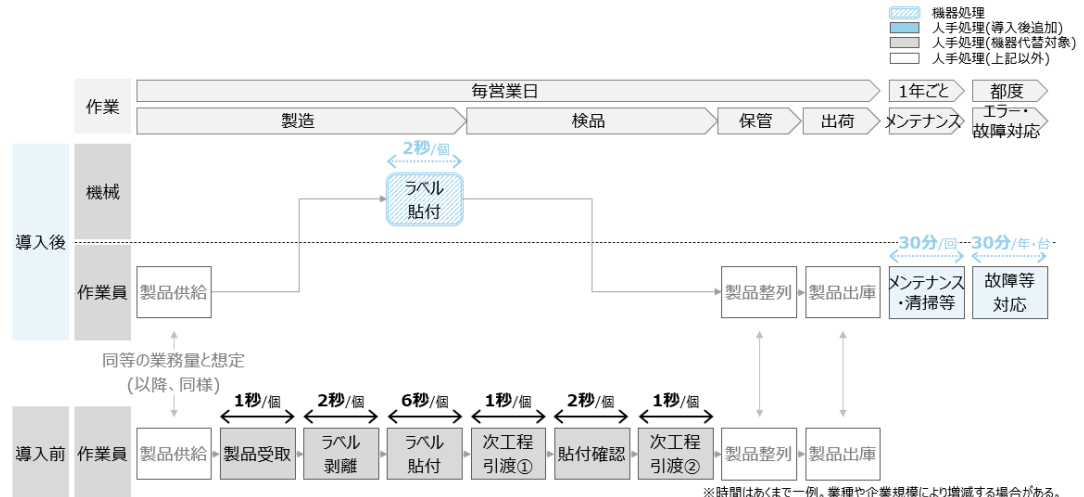 機器処理
人手処理(導入後追加)
人手処理(機器代替対象)
人手処理(上記以外)
作業
毎営業日
1年ごと
都度
製造
検品
保管
出荷
メンテナンス
エラー・
故障対応
導入後
機械
2秒/個
ラベル
貼付
作業員
製品供給
製品整列
製品出庫
30分/回
メンテナンス
・清掃等
30分/年・台
故障等
対応
同等の業務量と想定
(以降、同様)
導入前
作業員
製品供給
1秒/個
製品受取
2秒/個
ラベル
剥離
6秒/個
ラベル
貼付
1秒/個
次工程
引渡①
2秒/個
貼付確認
1秒/個
次工程
引渡②
製品整列
製品出庫
※時間はあくまで一例。業種や企業規模により増減する場合がある。